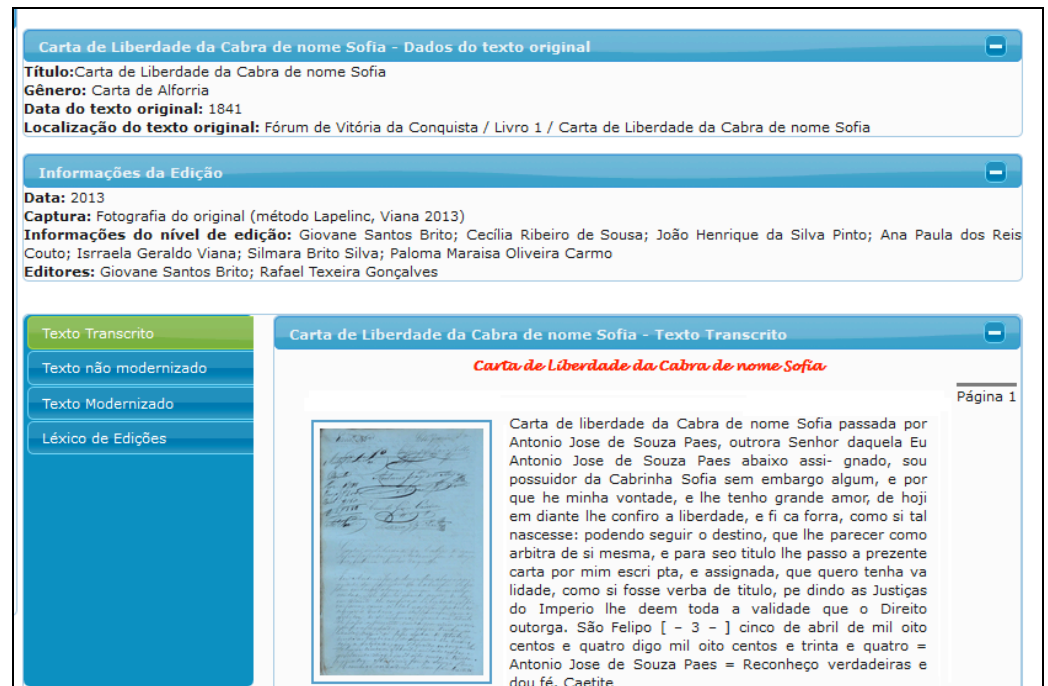 Carta de Liberdade da Cabra de nome Sofia - Dados do texto original
Título:Carta de Liberdade da Cabra de nome Sofia
Gênero: Carta de Alforria
Data do texto original: 1841
Localização do texto original: Fórum de Vitória da Conquista / Livro 1 / Carta de Liberdade da Cabra de nome Sofia
Informações da Edição
Data: 2013
Captura: Fotografia do original (método Lapelinc, Viana 2013)
Informações do nível de edição: Giovane Santos Brito; Cecília Ribeiro de Sousa; João Henrique da Silva Pinto; Ana Paula dos Reis
Couto; Isrraela Geraldo Viana; Silmara Brito Silva; Paloma Maraisa Oliveira Carmo
Editores: Giovane Santos Brito; Rafael Texeira Gonçalves
Texto Transcrito
Texto não modernizado
Texto Modernizado
Léxico de Edições
Carta de Liberdade da Cabra de nome Sofia - Texto Transcrito
Carta de Liberdade da Cabra de nome Sofia
Página 1
Carta de liberdade da Cabra de nome Sofia passada por
Antonio Jose de Souza Paes, outrora Senhor daquela Eu
Antonio Jose de Souza Paes abaixo assi- gnado, sou
possuidor da Cabrinha Sofia sem embargo algum, e por
que he minha vontade, e lhe tenho grande amor, de hoji
em diante lhe confiro a liberdade, e fi ca forra, como si tal
nascesse: podendo seguir o destino, que lhe parecer como
arbitra de si mesma, e para seo titulo lhe passo a prezente
carta por mim escri pta, e assignada, que quero tenha va
lidade, como si fosse verba de titulo, pe dindo as Justiças
do Imperio lhe deem toda a validade que o Direito
outorga. São Felipo [ – 3 – ] cinco de abril de mil oito
centos e quatro digo mil oito centos e trinta e quatro =
Antonio Jose de Souza Paes = Reconheço verdadeiras e
dou fé. Caetite